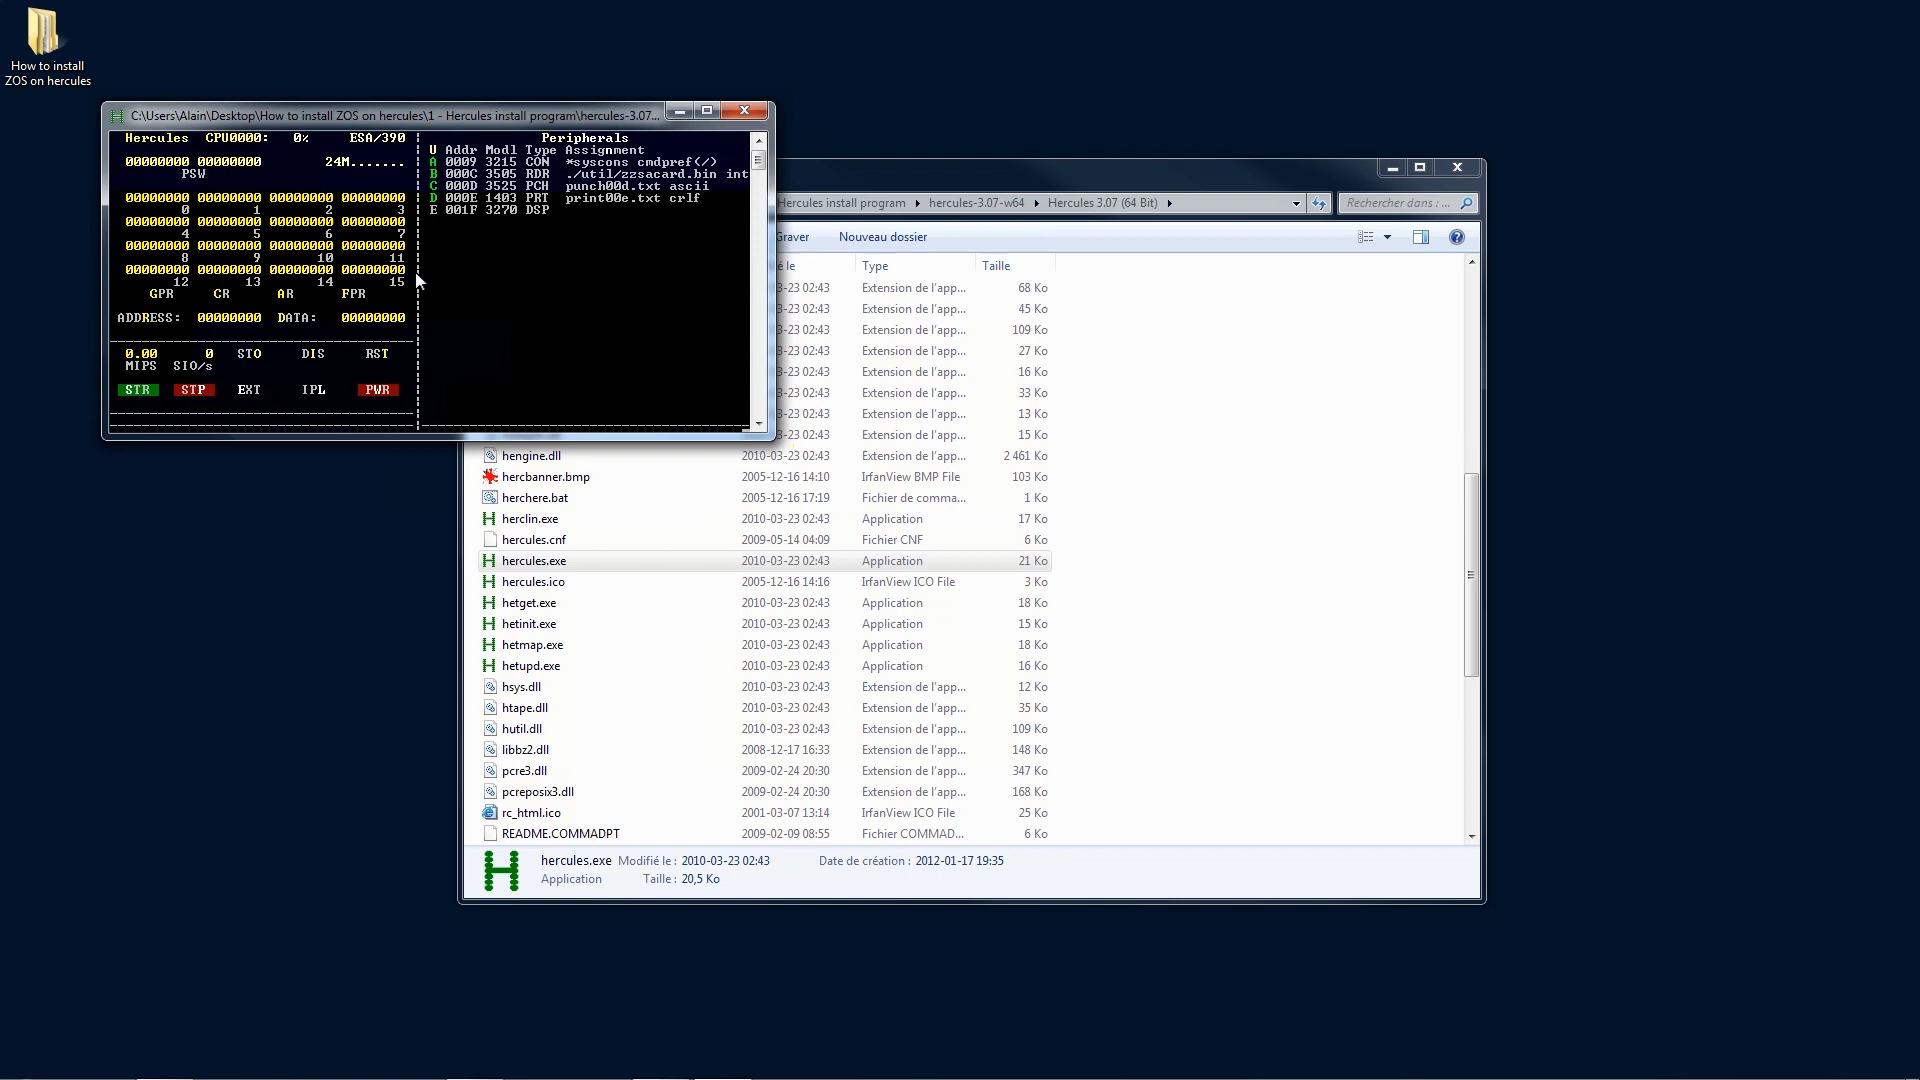 How to install
ZOS on hercules
C:\Users\Alain\Desktop\How to install ZOS on hercules\1 - Hercules install program\hercules-3.07...
Hercules CPU0000: 0% ESA/390
00000000 00000000 24M.......
PSW
00000000 00000000 00000000 00000000
0 1 2 3
00000000 00000000 00000000 00000000
4 5 6 7
00000000 00000000 00000000 00000000
8 9 10 11
00000000 00000000 00000000 00000000
12 13 14 15
GPR CR AR FPR
ADDRESS: 00000000 DATA: 00000000
0.00 0 STO DIS RST
MIPS SIO/s
STR STP EXT IPL PWR
Peripherals
U Addr Modl Type Assignment
A 0009 3215 CON *syscons cmdpref(/)
B 000C 3505 RDR ./util/zzsacard.bin int
C 000D 3525 PCH punch00d.txt ascii
D 000E 1403 PRT print00e.txt crlf
E 001F 3270 DSP
Hercules install program hercules-3.07-w64 Hercules 3.07 (64 Bit)
Rechercher dans : ...
Graver Nouveau dossier
é le Type Taille
3-23 02:43 Extension de l'app... 68 Ko
3-23 02:43 Extension de l'app... 45 Ko
3-23 02:43 Extension de l'app... 109 Ko
3-23 02:43 Extension de l'app... 27 Ko
3-23 02:43 Extension de l'app... 16 Ko
3-23 02:43 Extension de l'app... 33 Ko
3-23 02:43 Extension de l'app... 13 Ko
3-23 02:43 Extension de l'app... 15 Ko
hengine.dll 2010-03-23 02:43 Extension de l'app... 2 461 Ko
hercbanner.bmp 2005-12-16 14:10 IrfanView BMP File 103 Ko
herchere.bat 2005-12-16 17:19 Fichier de comma... 1 Ko
herclin.exe 2010-03-23 02:43 Application 17 Ko
hercules.cnf 2009-05-14 04:09 Fichier CNF 6 Ko
hercules.exe 2010-03-23 02:43 Application 21 Ko
hercules.ico 2005-12-16 14:16 IrfanView ICO File 3 Ko
hetget.exe 2010-03-23 02:43 Application 18 Ko
hetinit.exe 2010-03-23 02:43 Application 15 Ko
hetmap.exe 2010-03-23 02:43 Application 18 Ko
hetupd.exe 2010-03-23 02:43 Application 16 Ko
hsys.dll 2010-03-23 02:43 Extension de l'app... 12 Ko
htape.dll 2010-03-23 02:43 Extension de l'app... 35 Ko
hutil.dll 2010-03-23 02:43 Extension de l'app... 109 Ko
libbz2.dll 2008-12-17 16:33 Extension de l'app... 148 Ko
pcre3.dll 2009-02-24 20:30 Extension de l'app... 347 Ko
pcreposix3.dll 2009-02-24 20:30 Extension de l'app... 168 Ko
rc_html.ico 2001-03-07 13:14 IrfanView ICO File 25 Ko
README.COMMADPT 2009-02-09 08:55 Fichier COMMAD... 6 Ko
hercules.exe Modifié le : 2010-03-23 02:43 Date de création : 2012-01-17 19:35
Application Taille : 20,5 Ko